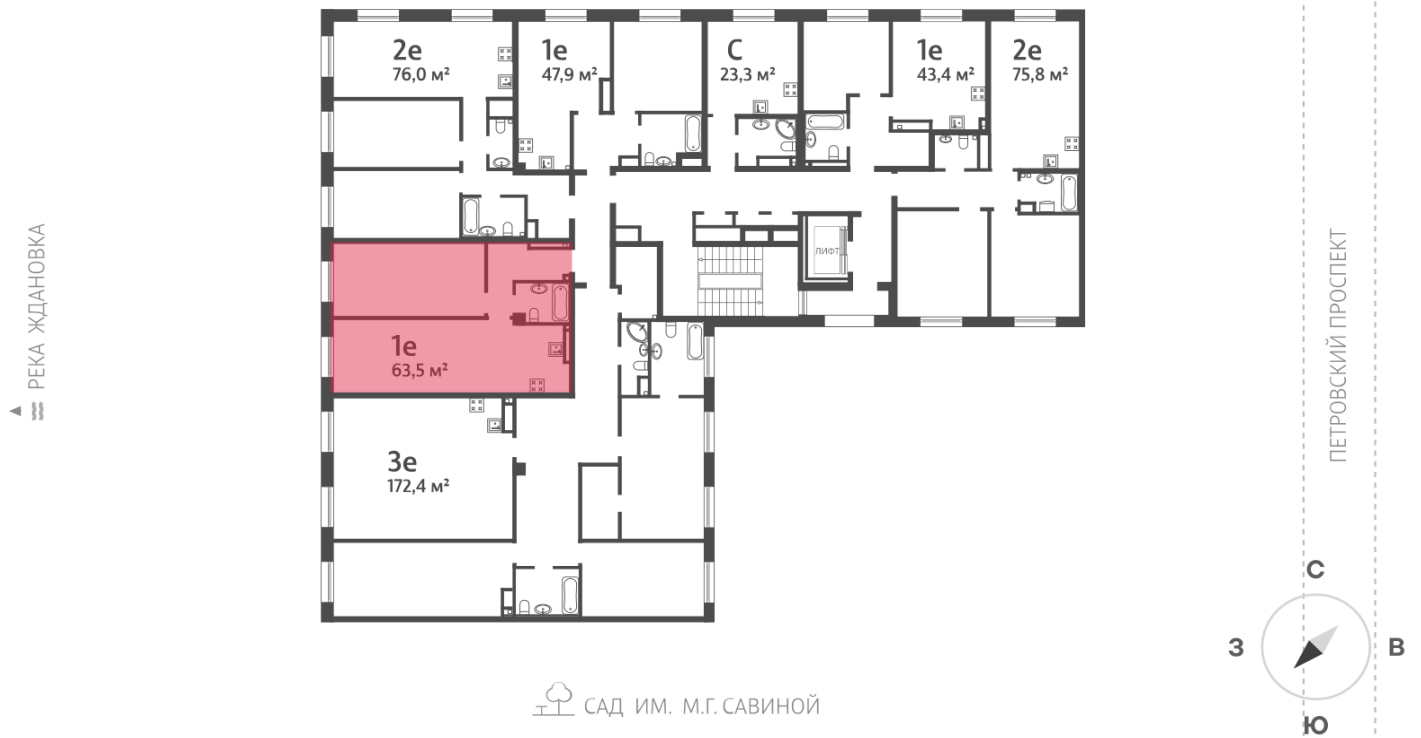 2е
76,0 м²
1е
47,9 м²
С
23,3 м²
1е
43,4 м²
2е
75,8 м²
ЛИФТ
1е
63,5 м²
3е
172,4 м²
РЕКА ЖДАНОВКА
ПЕТРОВСКИЙ ПРОСПЕКТ
САД ИМ. М.Г. САВИНОЙ
С
З
В
Ю